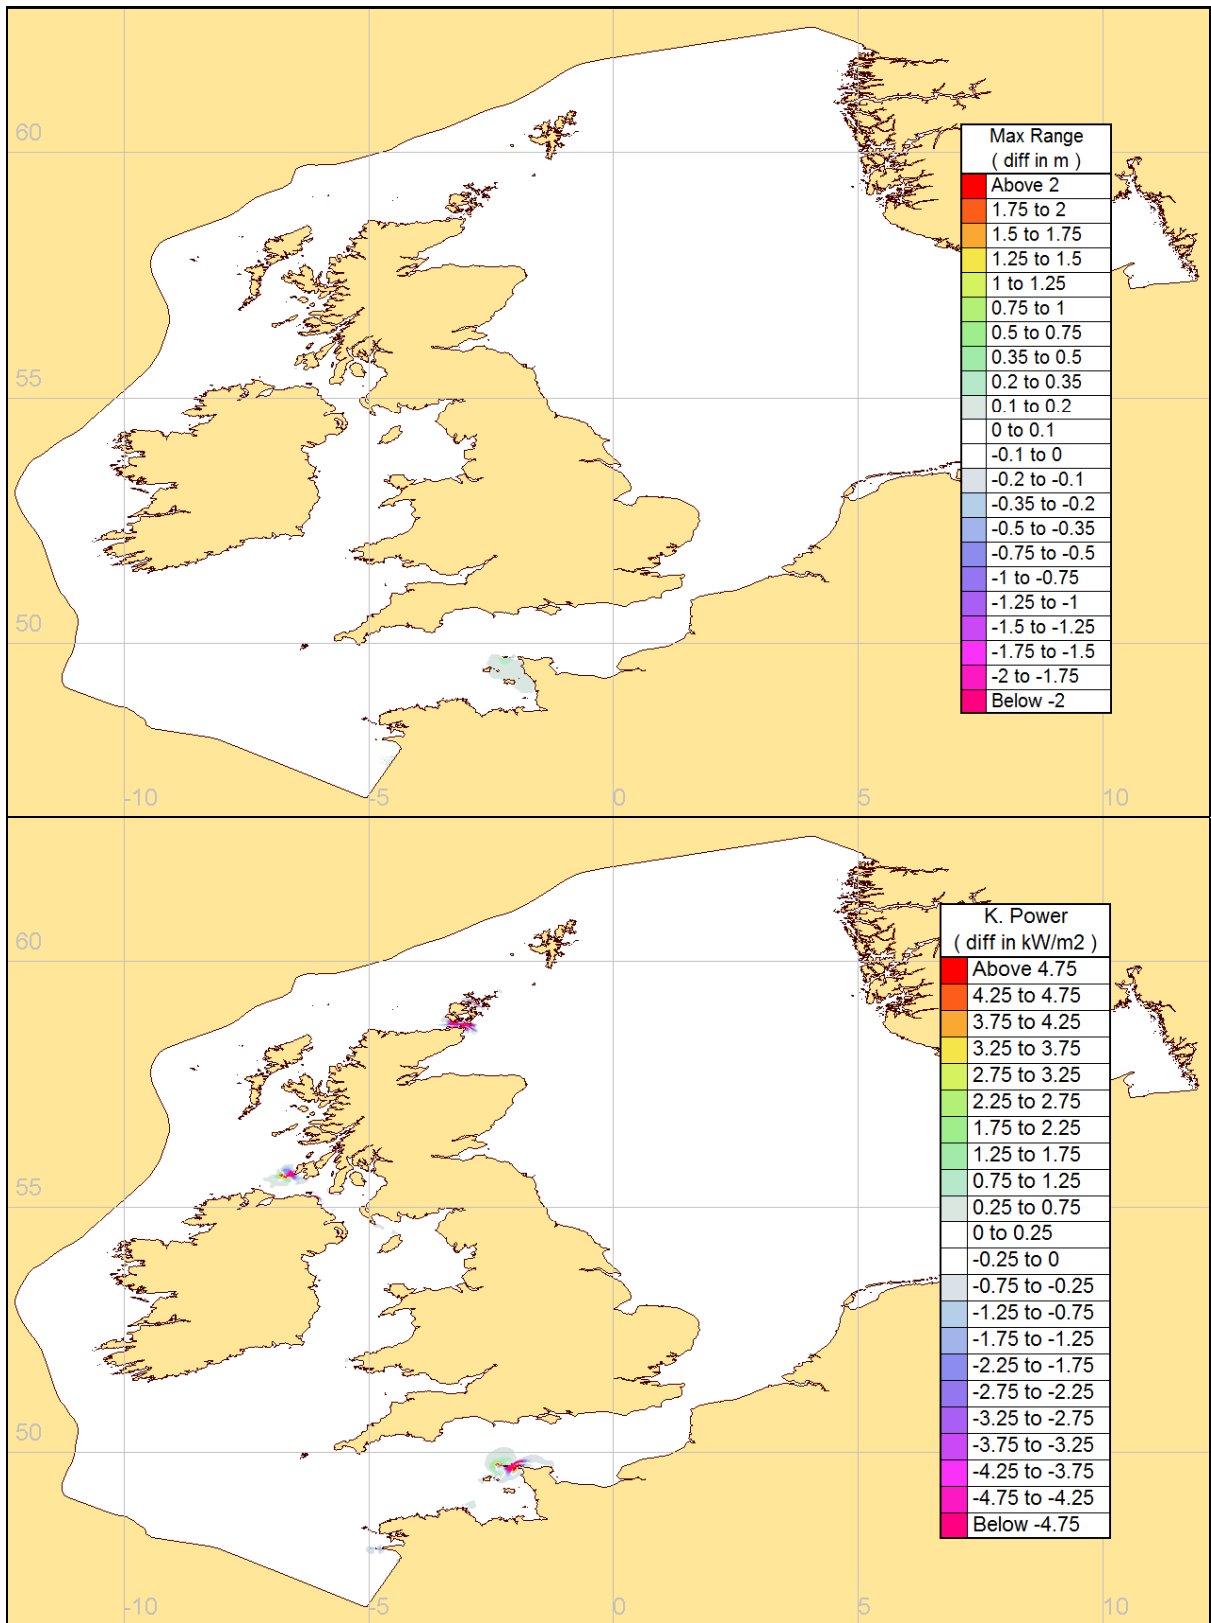 60
55
50
-10
-5
0
5
10
Max Range
( diff in m )
Above 2
1.75 to 2
1.5 to 1.75
1.25 to 1.5
1 to 1.25
0.75 to 1
0.5 to 0.75
0.35 to 0.5
0.2 to 0.35
0.1 to 0.2
0 to 0.1
-0.1 to 0
-0.2 to -0.1
-0.35 to -0.2
-0.5 to -0.35
-0.75 to -0.5
-1 to -0.75
-1.25 to -1
-1.5 to -1.25
-1.75 to -1.5
-2 to -1.75
Below -2
60
55
50
-10
-5
0
5
10
K. Power
( diff in kW/m2 )
Above 4.75
4.25 to 4.75
3.75 to 4.25
3.25 to 3.75
2.75 to 3.25
2.25 to 2.75
1.75 to 2.25
1.25 to 1.75
0.75 to 1.25
0.25 to 0.75
0 to 0.25
-0.25 to 0
-0.75 to -0.25
-1.25 to -0.75
-1.75 to -1.25
-2.25 to -1.75
-2.75 to -2.25
-3.25 to -2.75
-3.75 to -3.25
-4.25 to -3.75
-4.75 to -4.25
Below -4.75